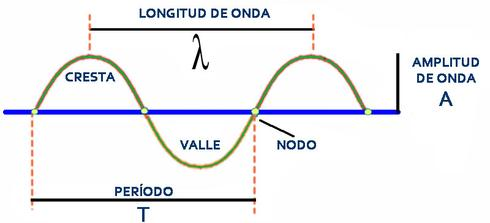 LONGITUD DE ONDA
λ
CRESTA
AMPLITUD
DE ONDA
A
VALLE
NODO
PERÍODO
T